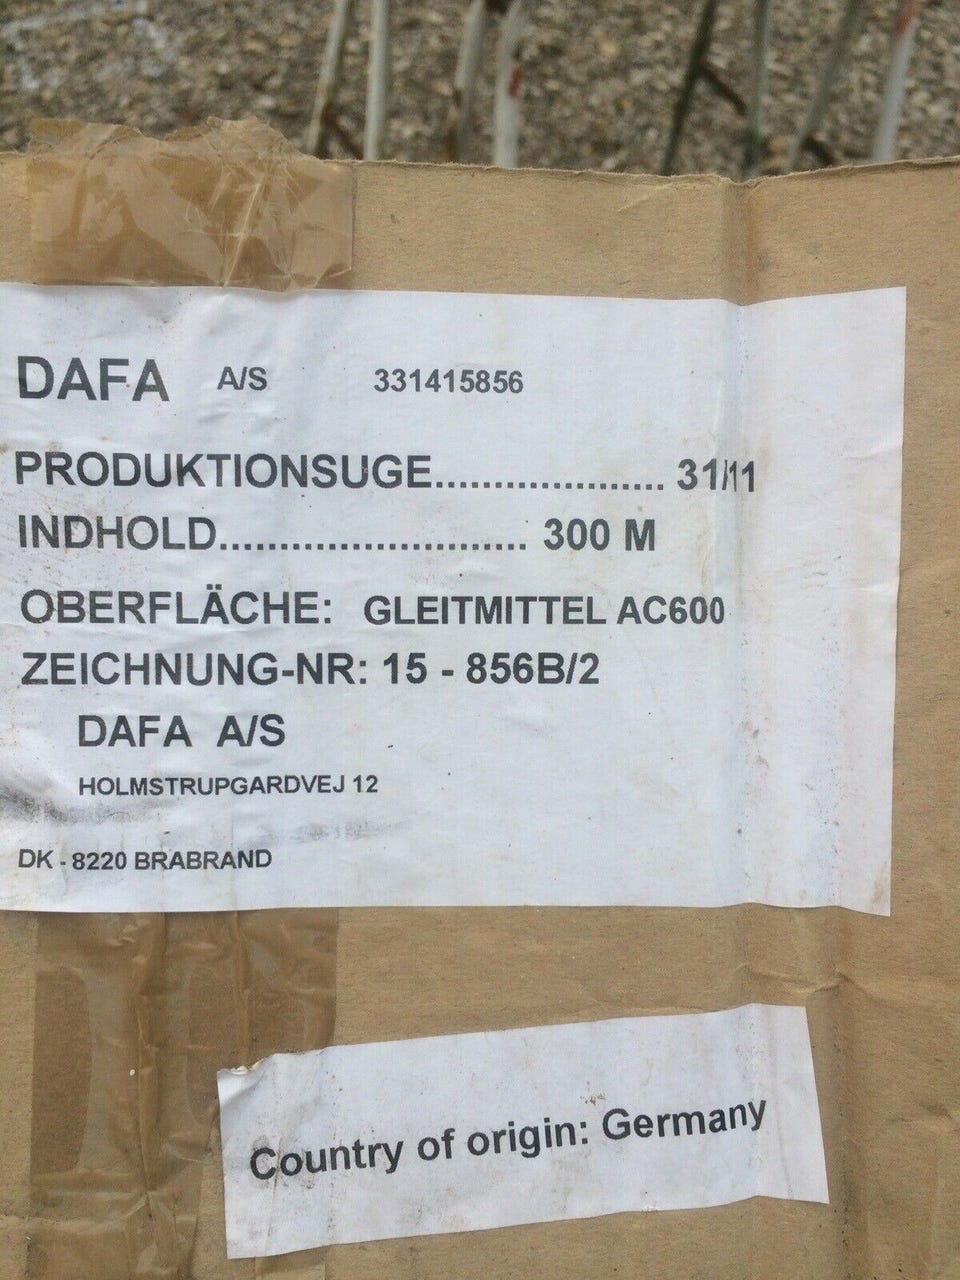 DAFA A/S 331415856
PRODUKTIONSUGE................... 31/11
INDHOLD.......................... 300 M
OBERFLÄCHE: GLEITMITTEL AC600
ZEICHNUNG-NR: 15 - 856B/2
DAFA A/S
HOLMSTRUPGARDVEJ 12
DK - 8220 BRABRAND
Country of origin: Germany